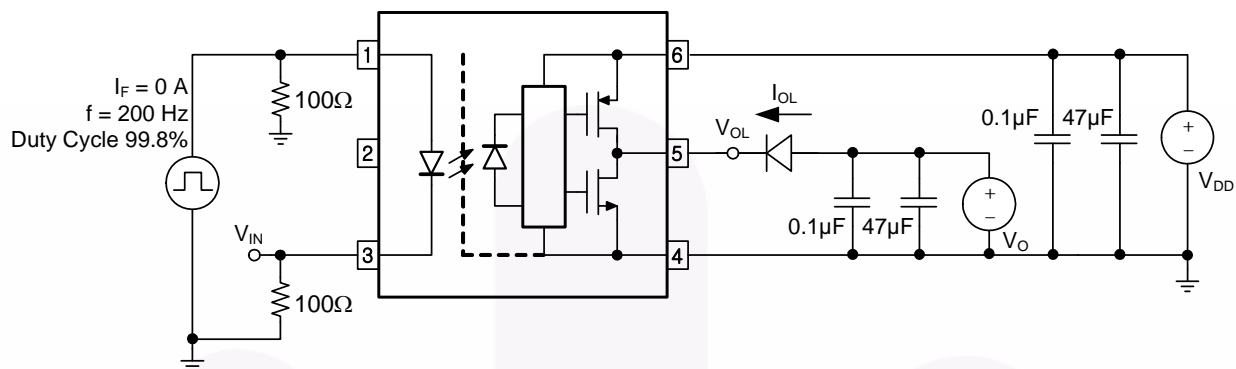 I_F = 0 A
f = 200 Hz
Duty Cycle 99.8%
100Ω
V_IN
100Ω
1
2
3
6
5
4
V_OL
I_OL
0.1µF
47µF
+
–
V_O
0.1µF
47µF
+
–
V_DD